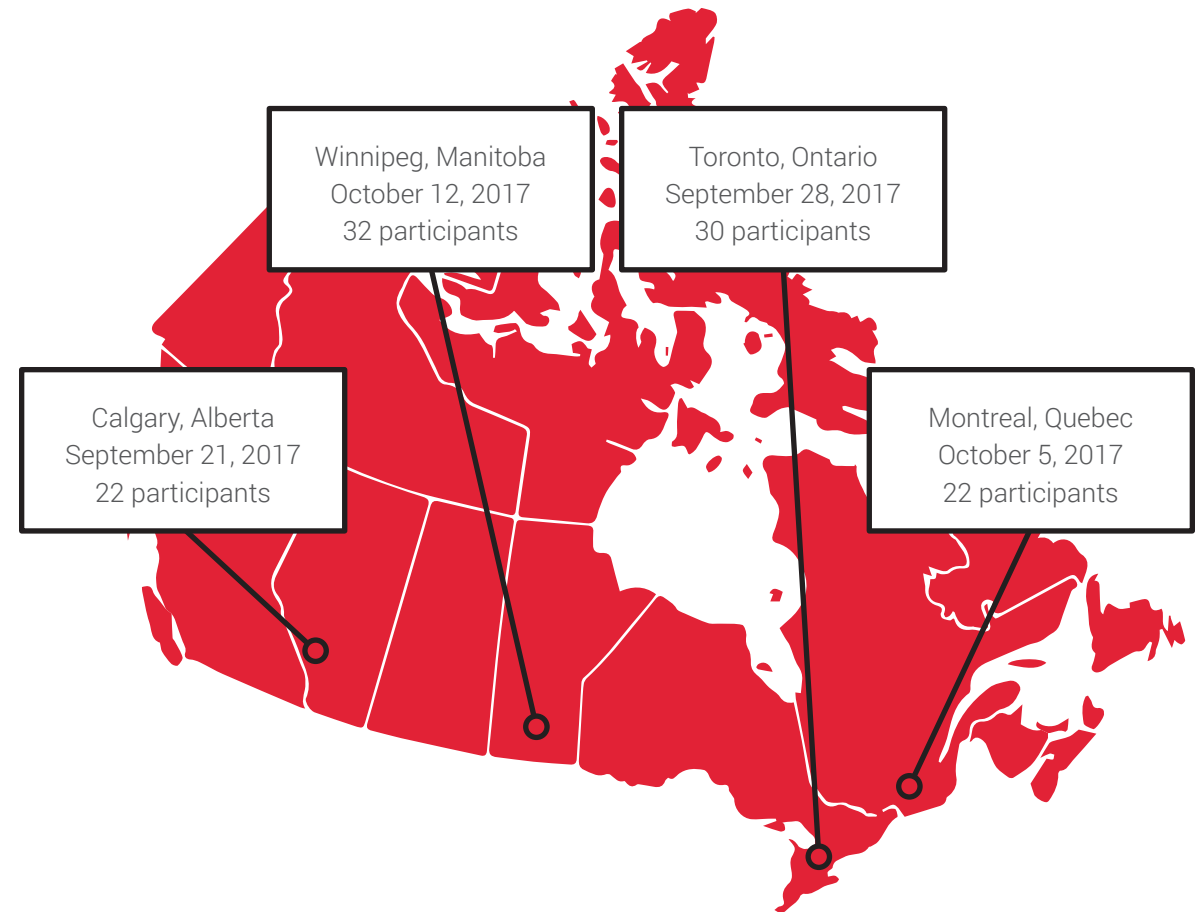 Winnipeg, Manitoba
October 12, 2017
32 participants
Toronto, Ontario
September 28, 2017
30 participants
Calgary, Alberta
September 21, 2017
22 participants
Montreal, Quebec
October 5, 2017
22 participants